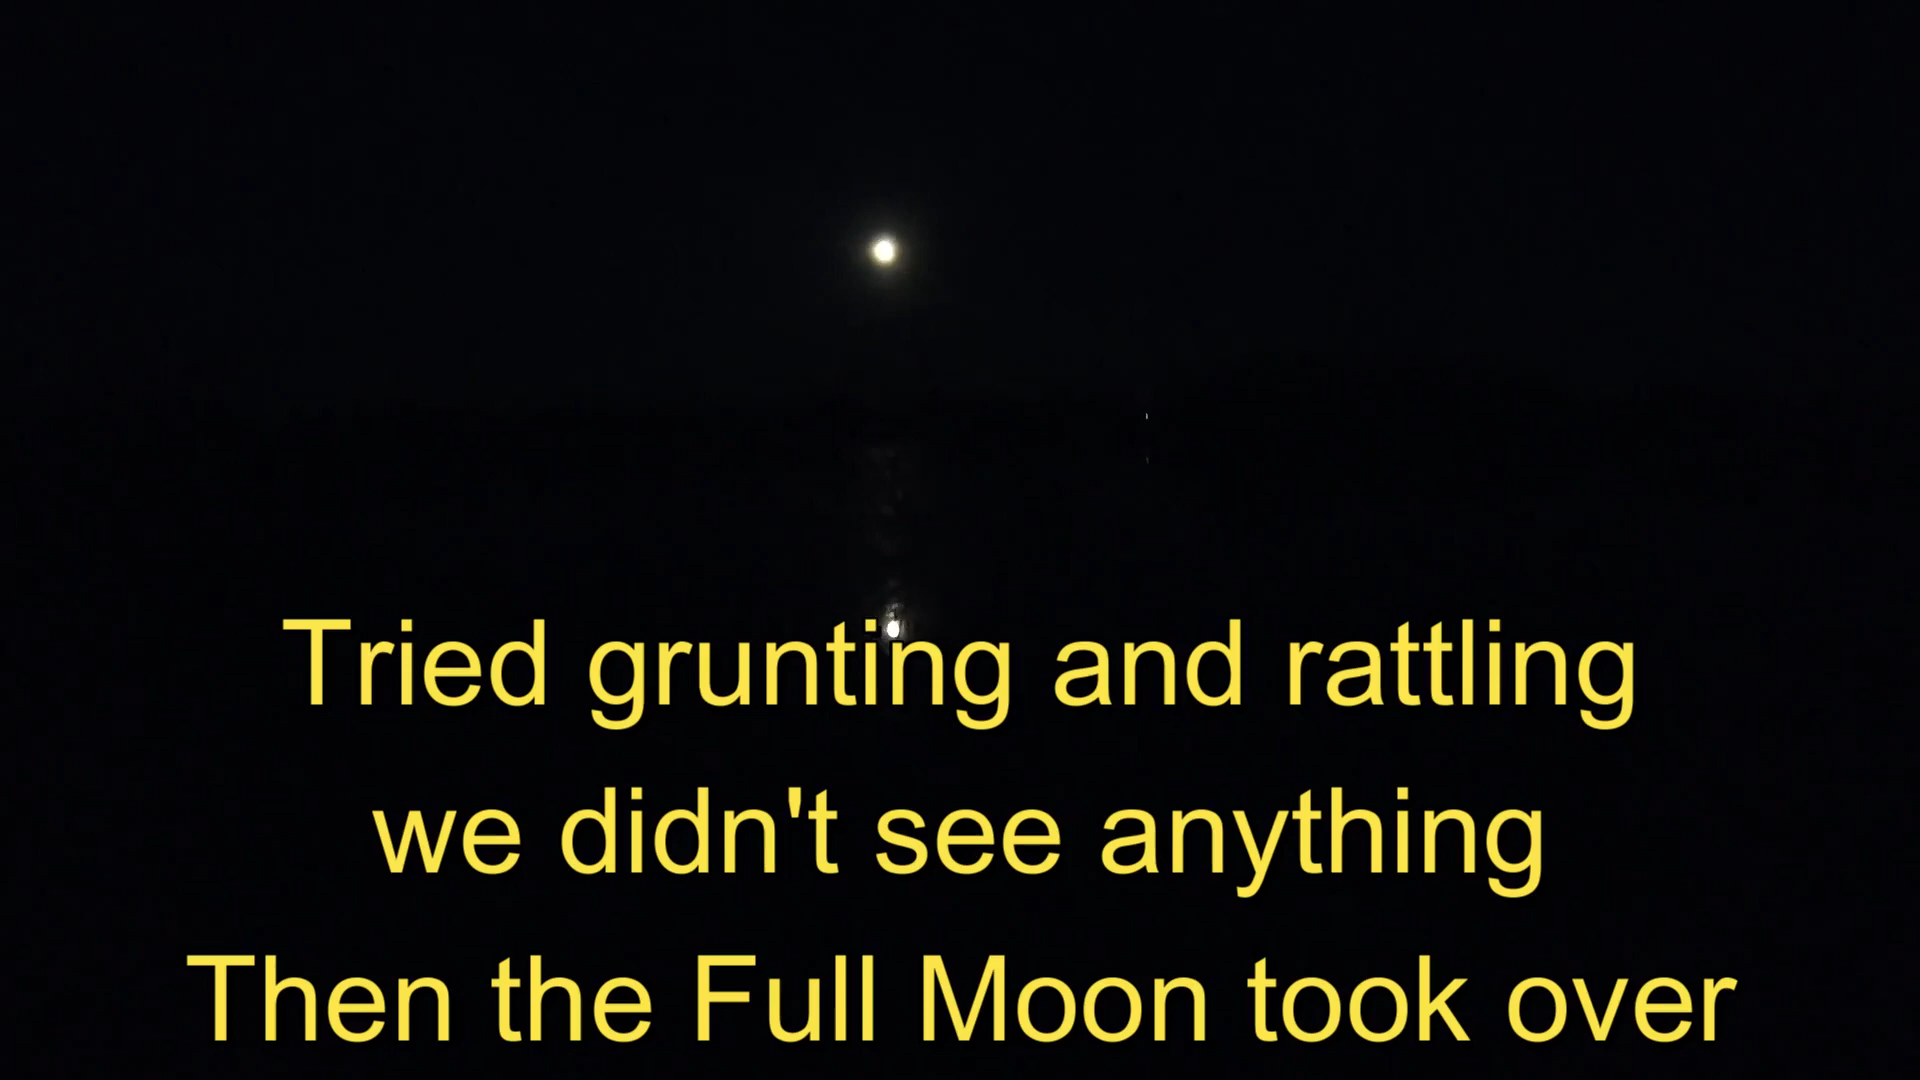 Tried grunting and rattling
we didn't see anything
Then the Full Moon took over